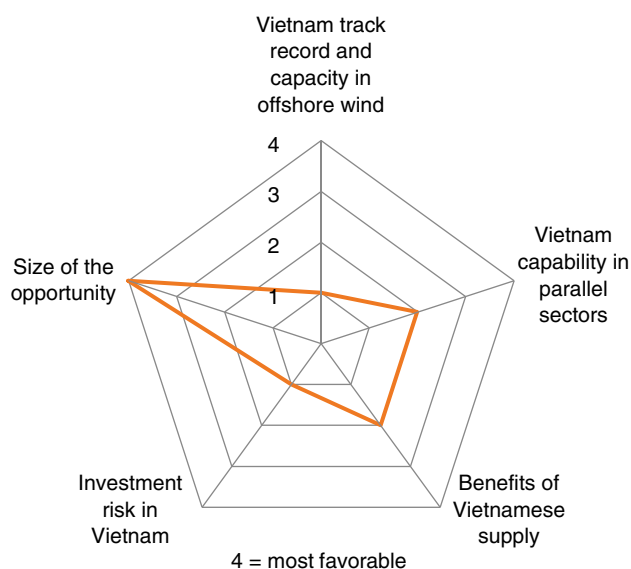 Vietnam track
record and
capacity in
offshore wind
4
3
2
1
Vietnam
capability in
parallel
sectors
Size of the
opportunity
Investment
risk in
Vietnam
Benefits of
Vietnamese
supply
4 = most favorable